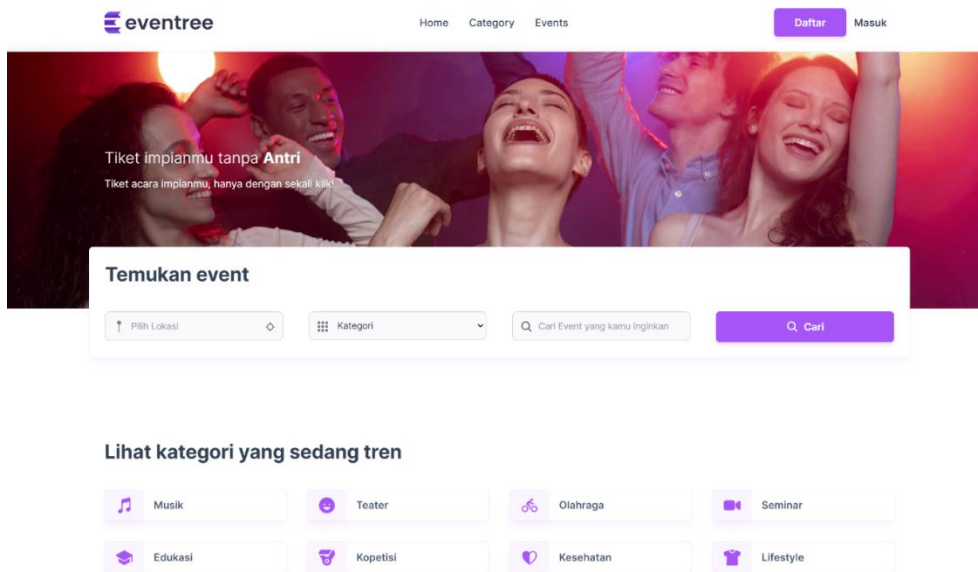 eventree
Home Category Events
Daftar Masuk
Tiket impianmu tanpa Antri
Tiket acara impianmu, hanya dengan sekali klik!
Temukan event
Pilih Lokasi
Kategori
Cari Event yang kamu inginkan
Cari
Lihat kategori yang sedang tren
Musik
Teater
Olahraga
Seminar
Edukasi
Kopetisi
Kesehatan
Lifestyle